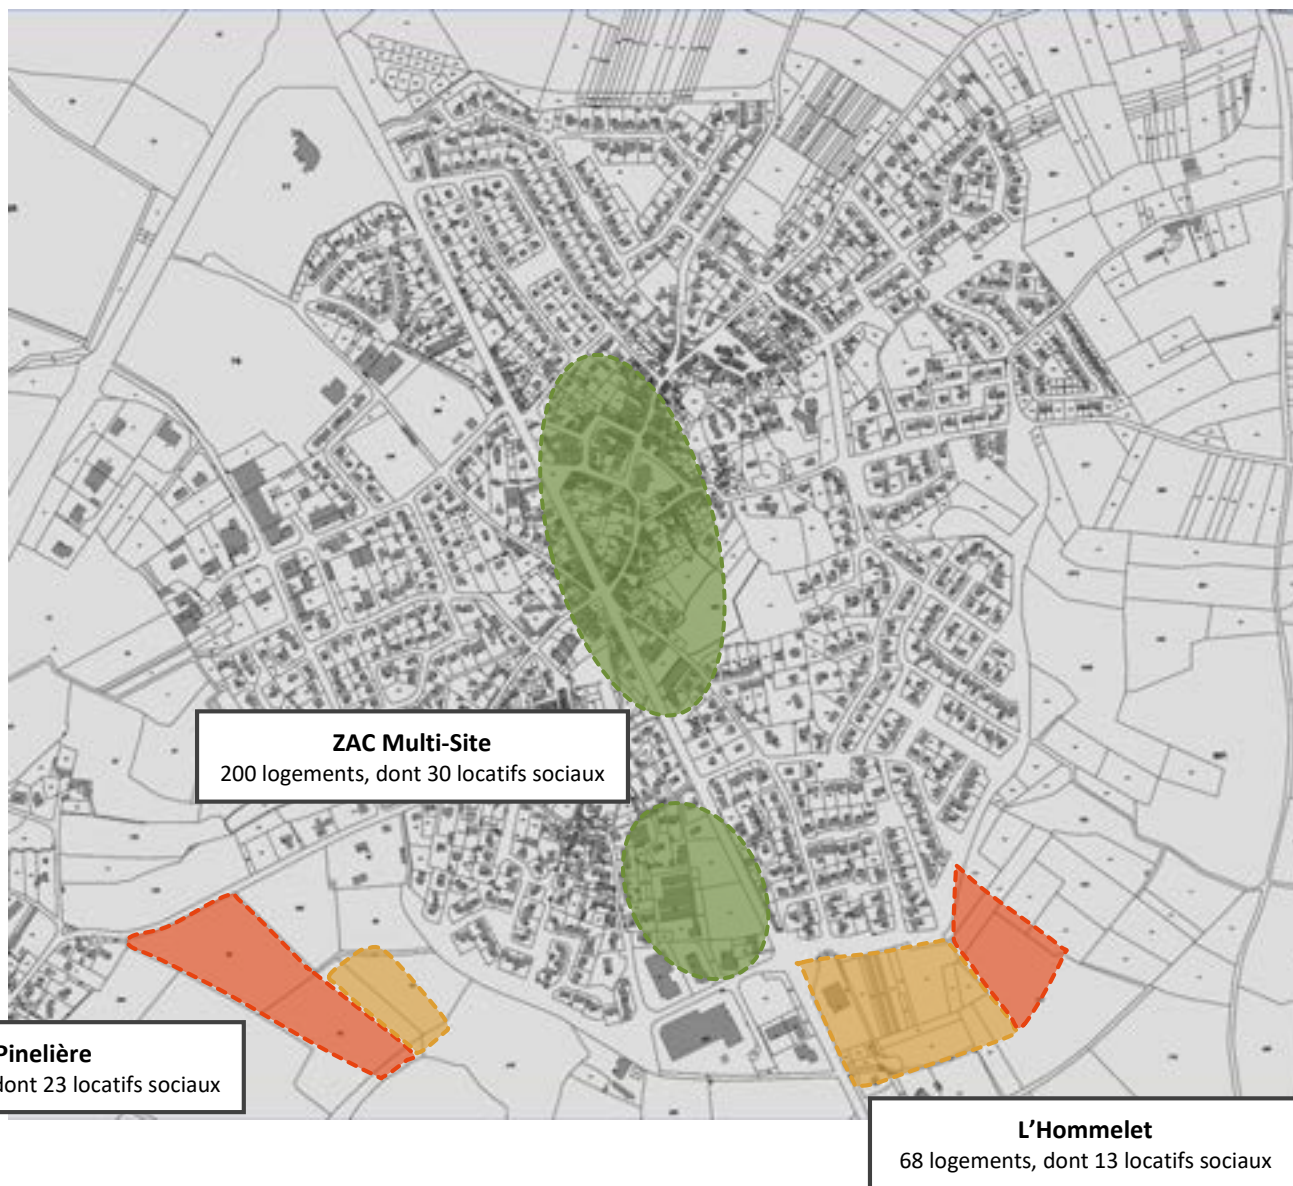 ZAC Multi-Site
200 logements, dont 30 locatifs sociaux
Pinelière
dont 23 locatifs sociaux
L’Hommelet
68 logements, dont 13 locatifs sociaux